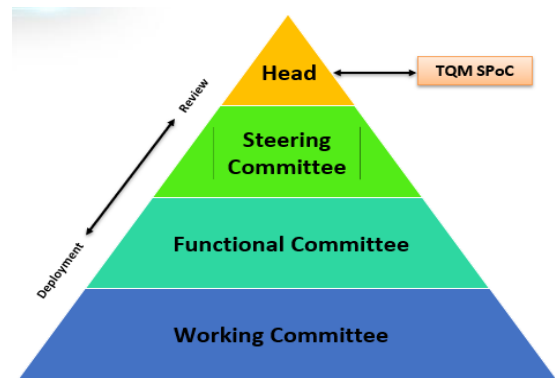 Head
TQM SPoC
Review
Steering
Committee
Deployment
Functional Committee
Working Committee